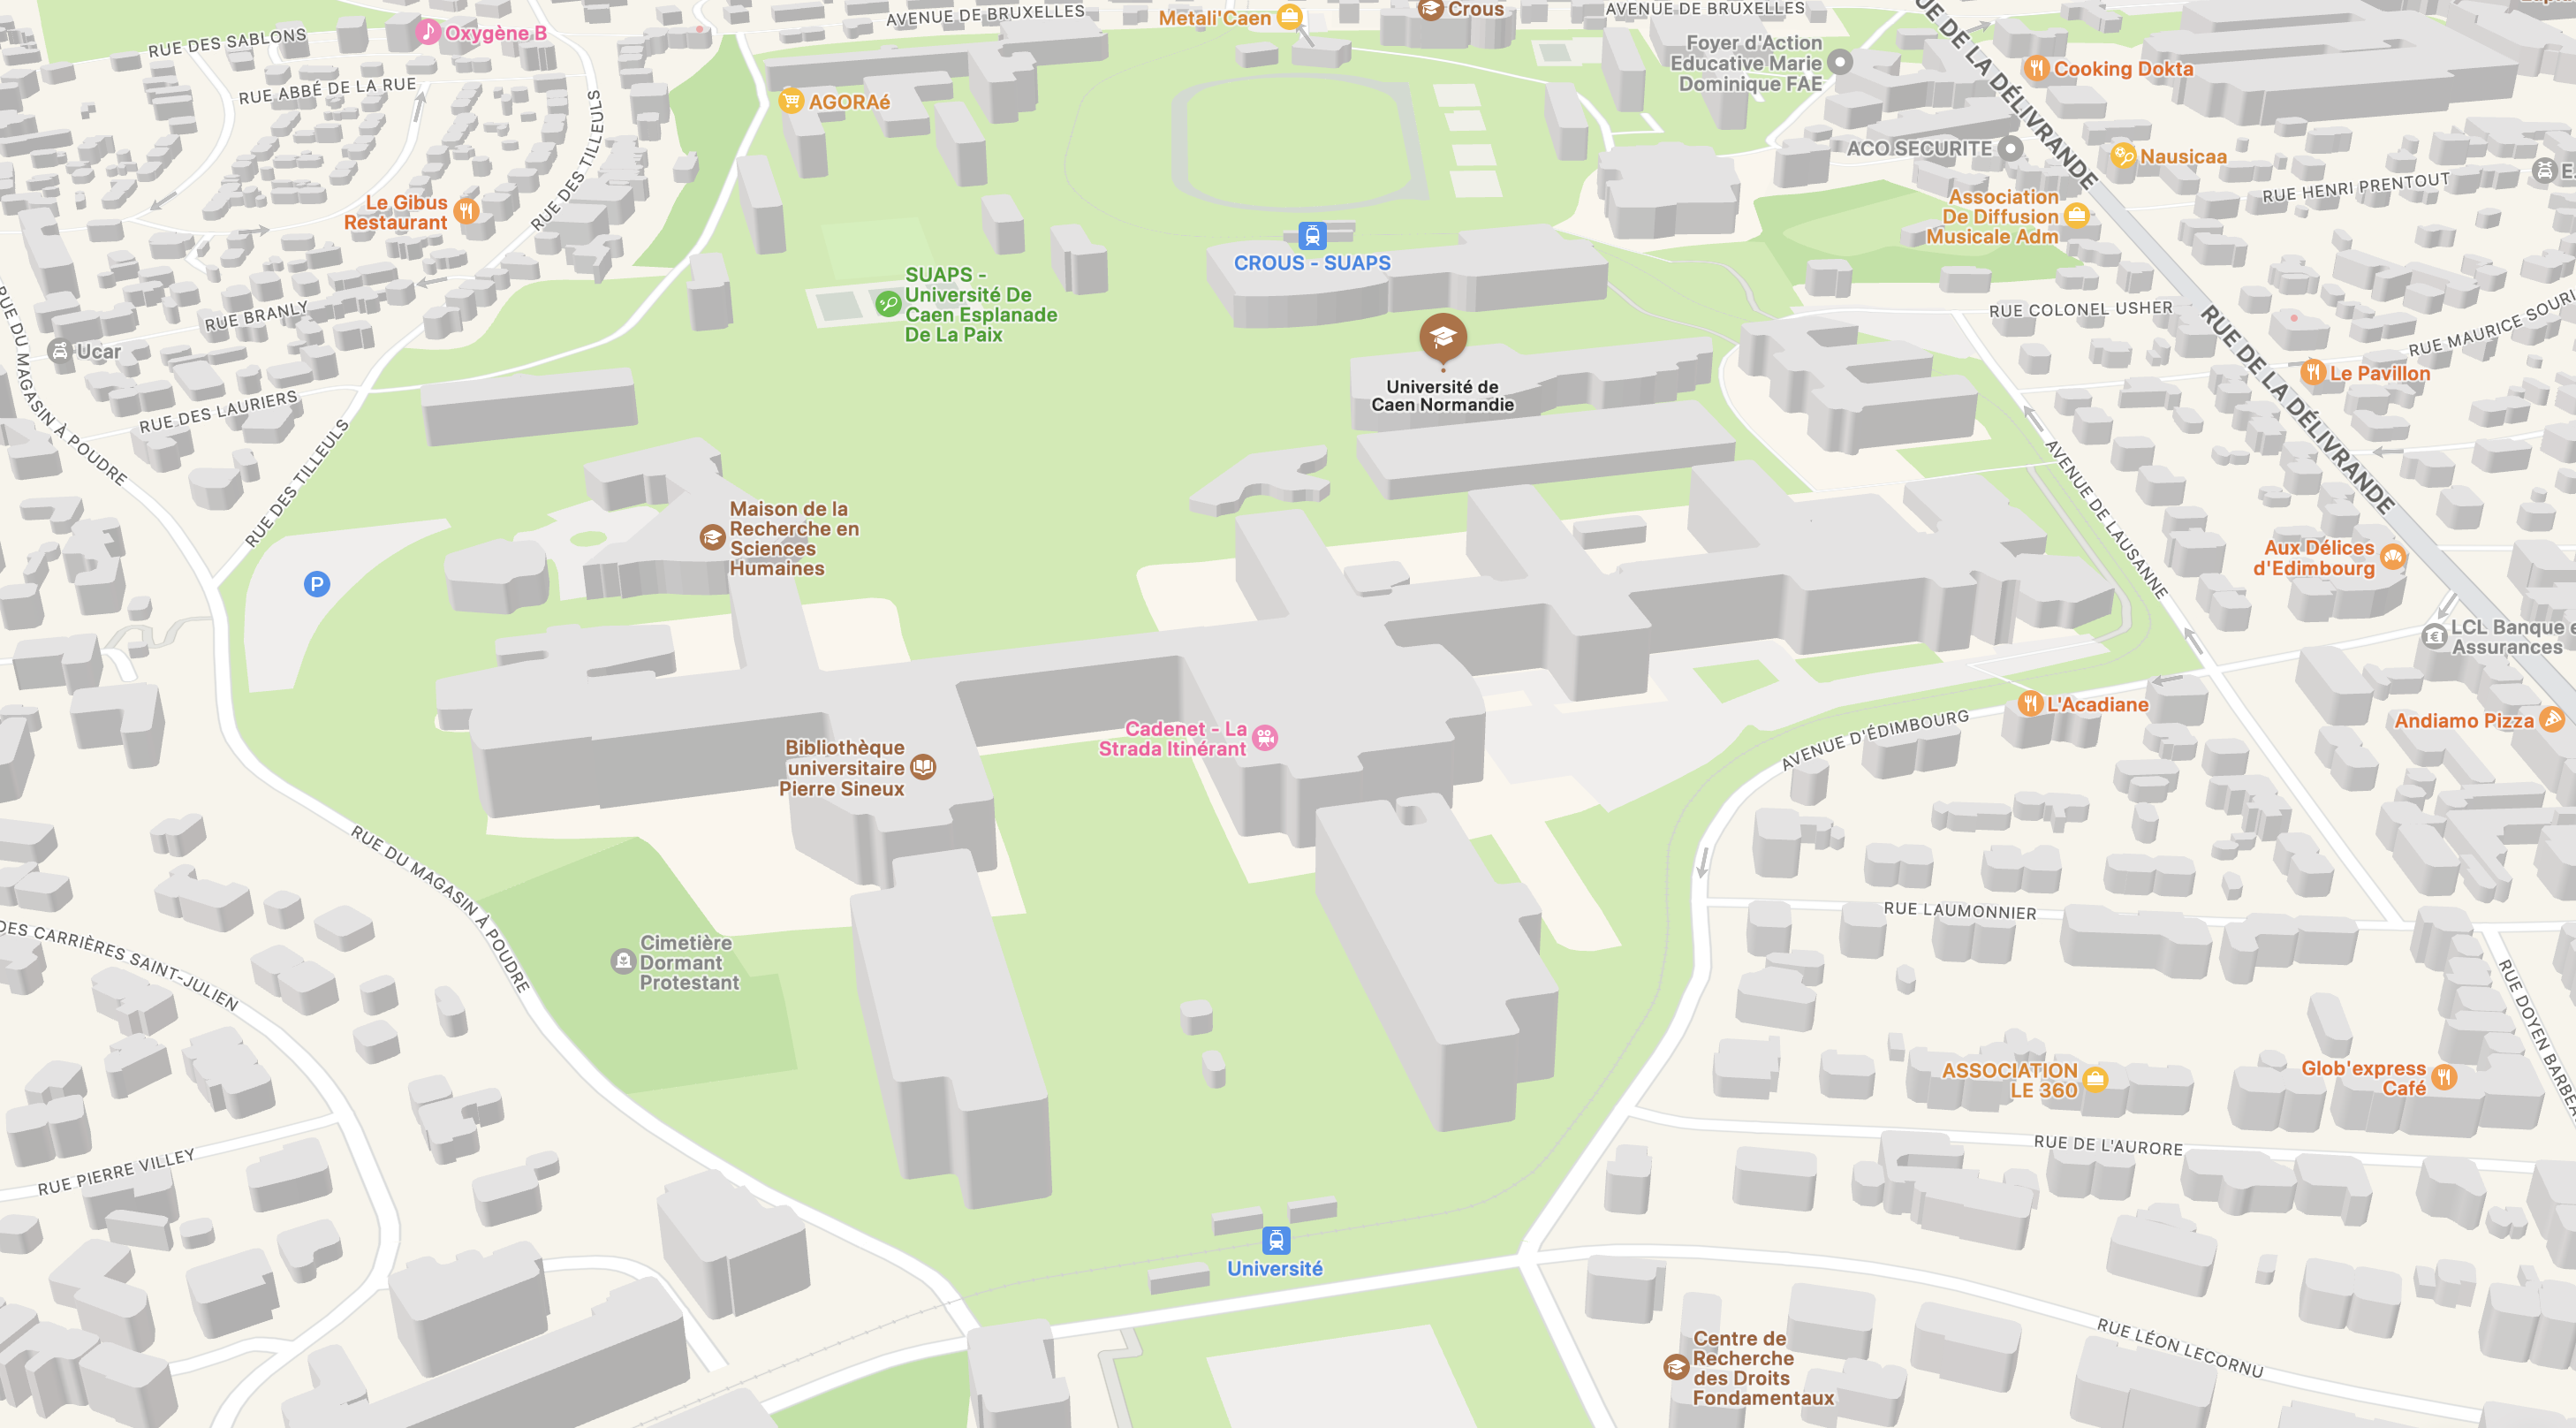 AVENUE DE BRUXELLES
Metali'Caen
Crous
AVENUE DE BRUXELLES
RUE DES SABLONS
Oxygène B
RUE DE LA DÉLIVRANDE
Foyer d'Action
Educative Marie
Dominique FAE
Cooking Dokta
RUE ABBÉ DE LA RUE
AGORAé
RUE DES TILLEULS
ACO SECURITE
Nausicaa
RUE HENRI PRENTOUT
Le Gibus
Restaurant
Association
De Diffusion
Musicale Adm
CROUS - SUAPS
SUAPS -
Université De
Caen Esplanade
De La Paix
RUE BRANLY
Ucar
RUE COLONEL USHER
RUE MAURICE SOURI
RUE DE LA DÉLIVRANDE
Le Pavillon
Université de
Caen Normandie
RUE DU MAGASIN À POUDRE
RUE DES LAURIERS
RUE DES TILLEULS
AVENUE DE LAUSANNE
Maison de la
Recherche en
Sciences
Humaines
Aux Délices
d'Edimbourg
P
LCL Banque e
Assurances
L'Acadiane
Andiamo Pizza
AVENUE D'ÉDIMBOURG
Cadenet - La
Strada Itinérant
Bibliothèque
universitaire
Pierre Sineux
RUE DU MAGASIN À POUDRE
RUE LAUMONNIER
DES CARRIÈRES SAINT-JULIEN
Cimetière
Dormant
Protestant
RUE DOYEN BARBEA
ASSOCIATION
LE 360
Glob'express
Café
RUE DE L'AURORE
RUE PIERRE VILLEY
Université
RUE LÉON LECORNU
Centre de
Recherche
des Droits
Fondamentaux